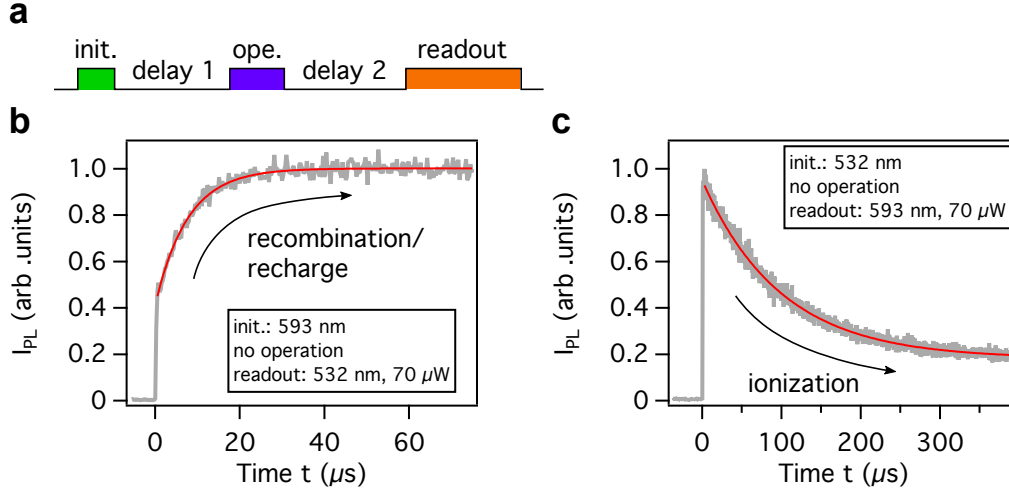 a
init.
delay 1
ope.
delay 2
readout
b
I_PL (arb .units)
1.0
0.8
0.6
0.4
0.2
0
recombination/
recharge
init.: 593 nm
no operation
readout: 532 nm, 70 µW
0
20
40
60
Time t (µs)
c
I_PL (arb .units)
1.0
0.8
0.6
0.4
0.2
0
init.: 532 nm
no operation
readout: 593 nm, 70 µW
ionization
0
100
200
300
Time t (µs)